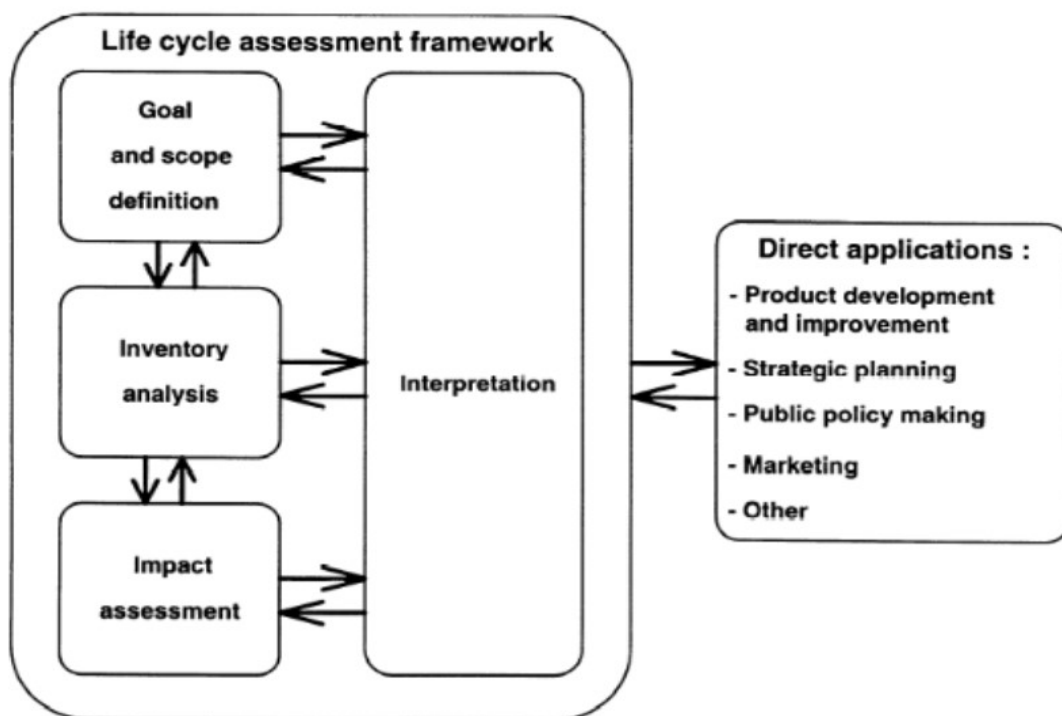 Life cycle assessment framework
Goal
and scope
definition
Inventory
analysis
Impact
assessment
Interpretation
Direct applications :
- Product development
and improvement
- Strategic planning
- Public policy making
- Marketing
- Other